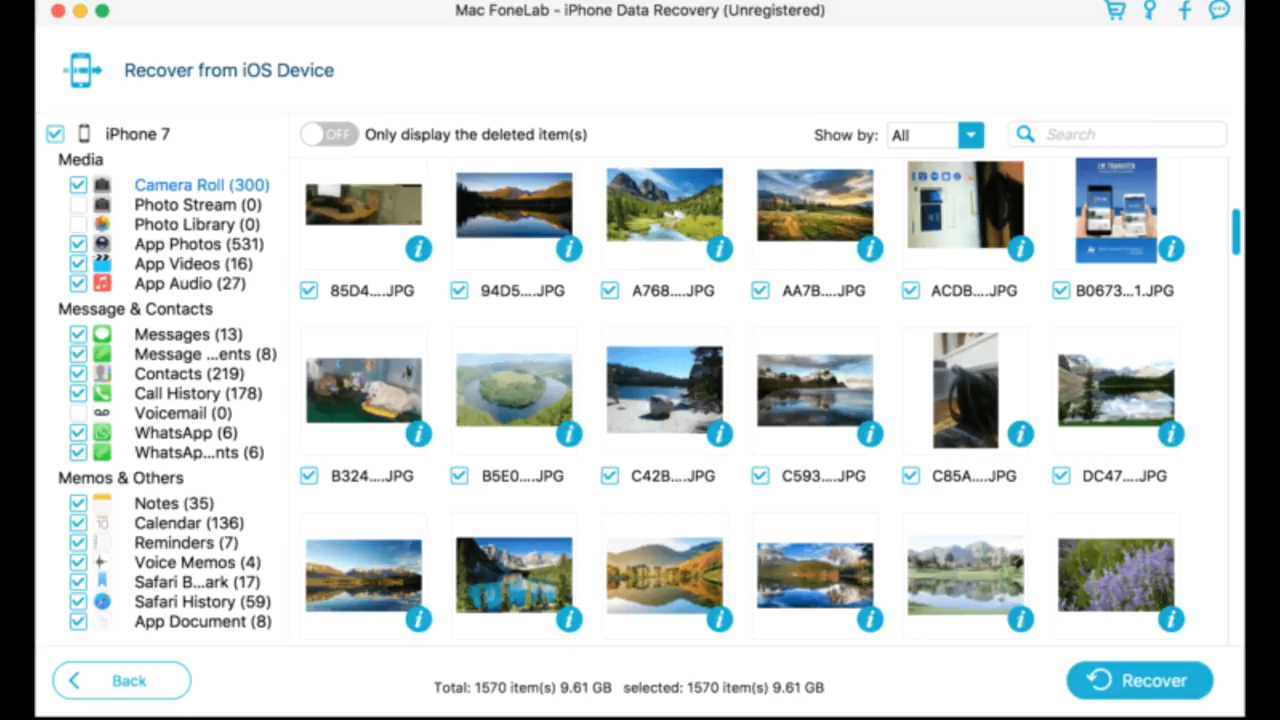 Mac FoneLab - iPhone Data Recovery (Unregistered)
Recover from iOS Device
iPhone 7
Media
Camera Roll (300)
Photo Stream (0)
Photo Library (0)
App Photos (531)
App Videos (16)
App Audio (27)
Message & Contacts
Messages (13)
Message ...ents (8)
Contacts (219)
Call History (178)
Voicemail (0)
WhatsApp (6)
WhatsAp...nts (6)
Memos & Others
Notes (35)
Calendar (136)
Reminders (7)
Voice Memos (4)
Safari B...ark (17)
Safari History (59)
App Document (8)
OFF Only display the deleted item(s)
Show by: All Search
85D4....JPG 94D5....JPG A768....JPG AA7B....JPG ACDB....JPG B0673...1.JPG
B324....JPG B5E0....JPG C42B....JPG C593....JPG C85A....JPG DC47....JPG
Back
Total: 1570 item(s) 9.61 GB selected: 1570 item(s) 9.61 GB
Recover